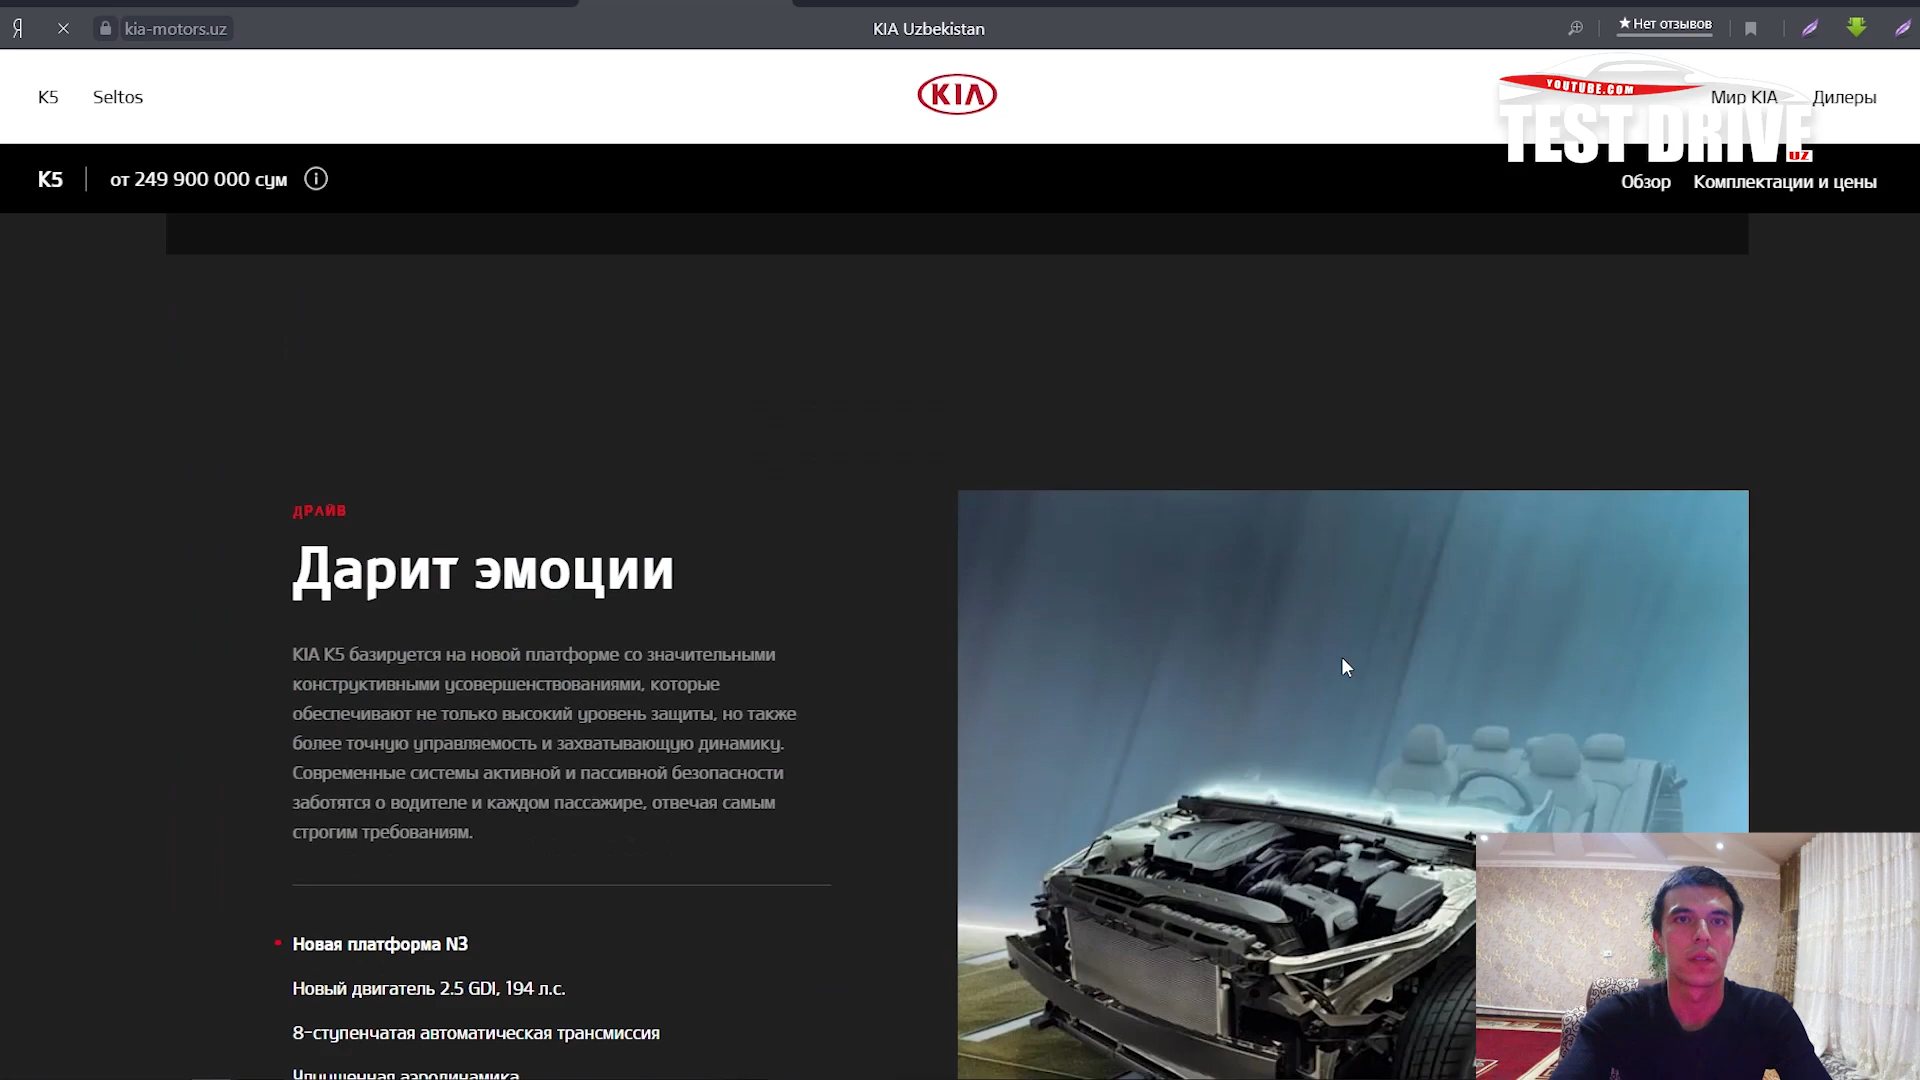 Я
kia-motors.uz
KIA Uzbekistan
★Нет отзывов
K5 Seltos
KIA
YOUTUBE.COM
TEST DRIVE
UZ
Мир KIA Дилеры
K5 от 249 900 000 сум
Обзор Комплектации и цены
ДРАЙВ
Дарит эмоции
KIA K5 базируется на новой платформе со значительными
конструктивными усовершенствованиями, которые
обеспечивают не только высокий уровень защиты, но также
более точную управляемость и захватывающую динамику.
Современные системы активной и пассивной безопасности
заботятся о водителе и каждом пассажире, отвечая самым
строгим требованиям.
Новая платформа N3
Новый двигатель 2.5 GDI, 194 л.с.
8-ступенчатая автоматическая трансмиссия
Улучшенная аэродинамика